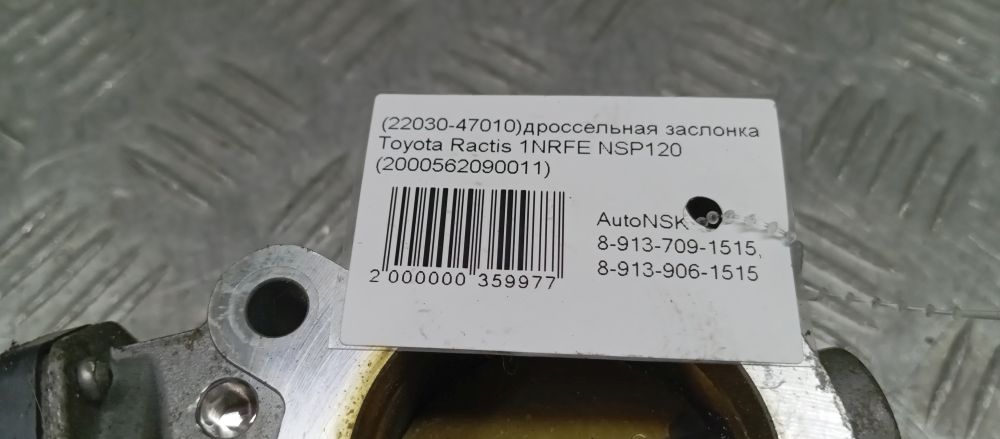 (22030-47010)дроссельная заслонка
Toyota Ractis 1NRFE NSP120
(2000562090011)
AutoNSK
8-913-709-1515,
8-913-906-1515
2 000000 359977